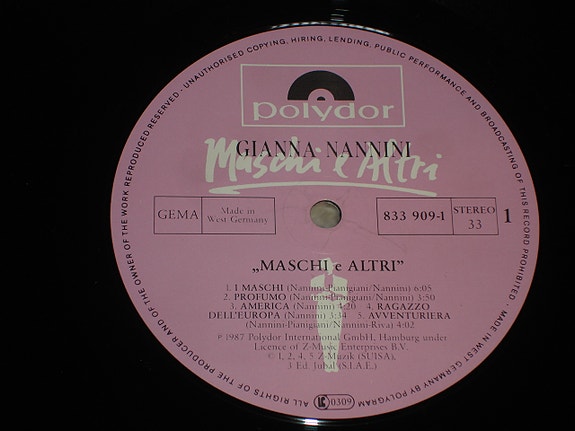 UNAUTHORISED COPYING, HIRING, LENDING, PUBLIC PERFORMANCE AND BROADCASTING OF THIS RECORD PROHIBITED · MADE IN WEST GERMANY BY POLYGRAM
ALL RIGHTS OF THE PRODUCER AND OF THE OWNER OF THE WORK REPRODUCED RESERVED ·
polydor
GIANNA NANNINI
Maschi e Altri
GEMA
Made in
West Germany
833 909-1
STEREO
33
1
„MASCHI e ALTRI”
1. I MASCHI (Nannini-Pianigiani/Nannini) 6:05
2. PROFUMO (Nannini-Pianigiani/Nannini) 3:50
3. AMERICA (Nannini) 4:20 4. RAGAZZO
DELL'EUROPA (Nannini) 3:34 5. AVVENTURIERA
(Nannini-Pianigiani/Nannini-Riva) 4:02
℗ 1987 Polydor International GmbH, Hamburg under
Licence of Z-Music Enterprises B.V.
© 1, 2, 4, 5 Z-Muzik (SUISA),
3 Ed. Jubal (S.I.A.E.)
LC 0309